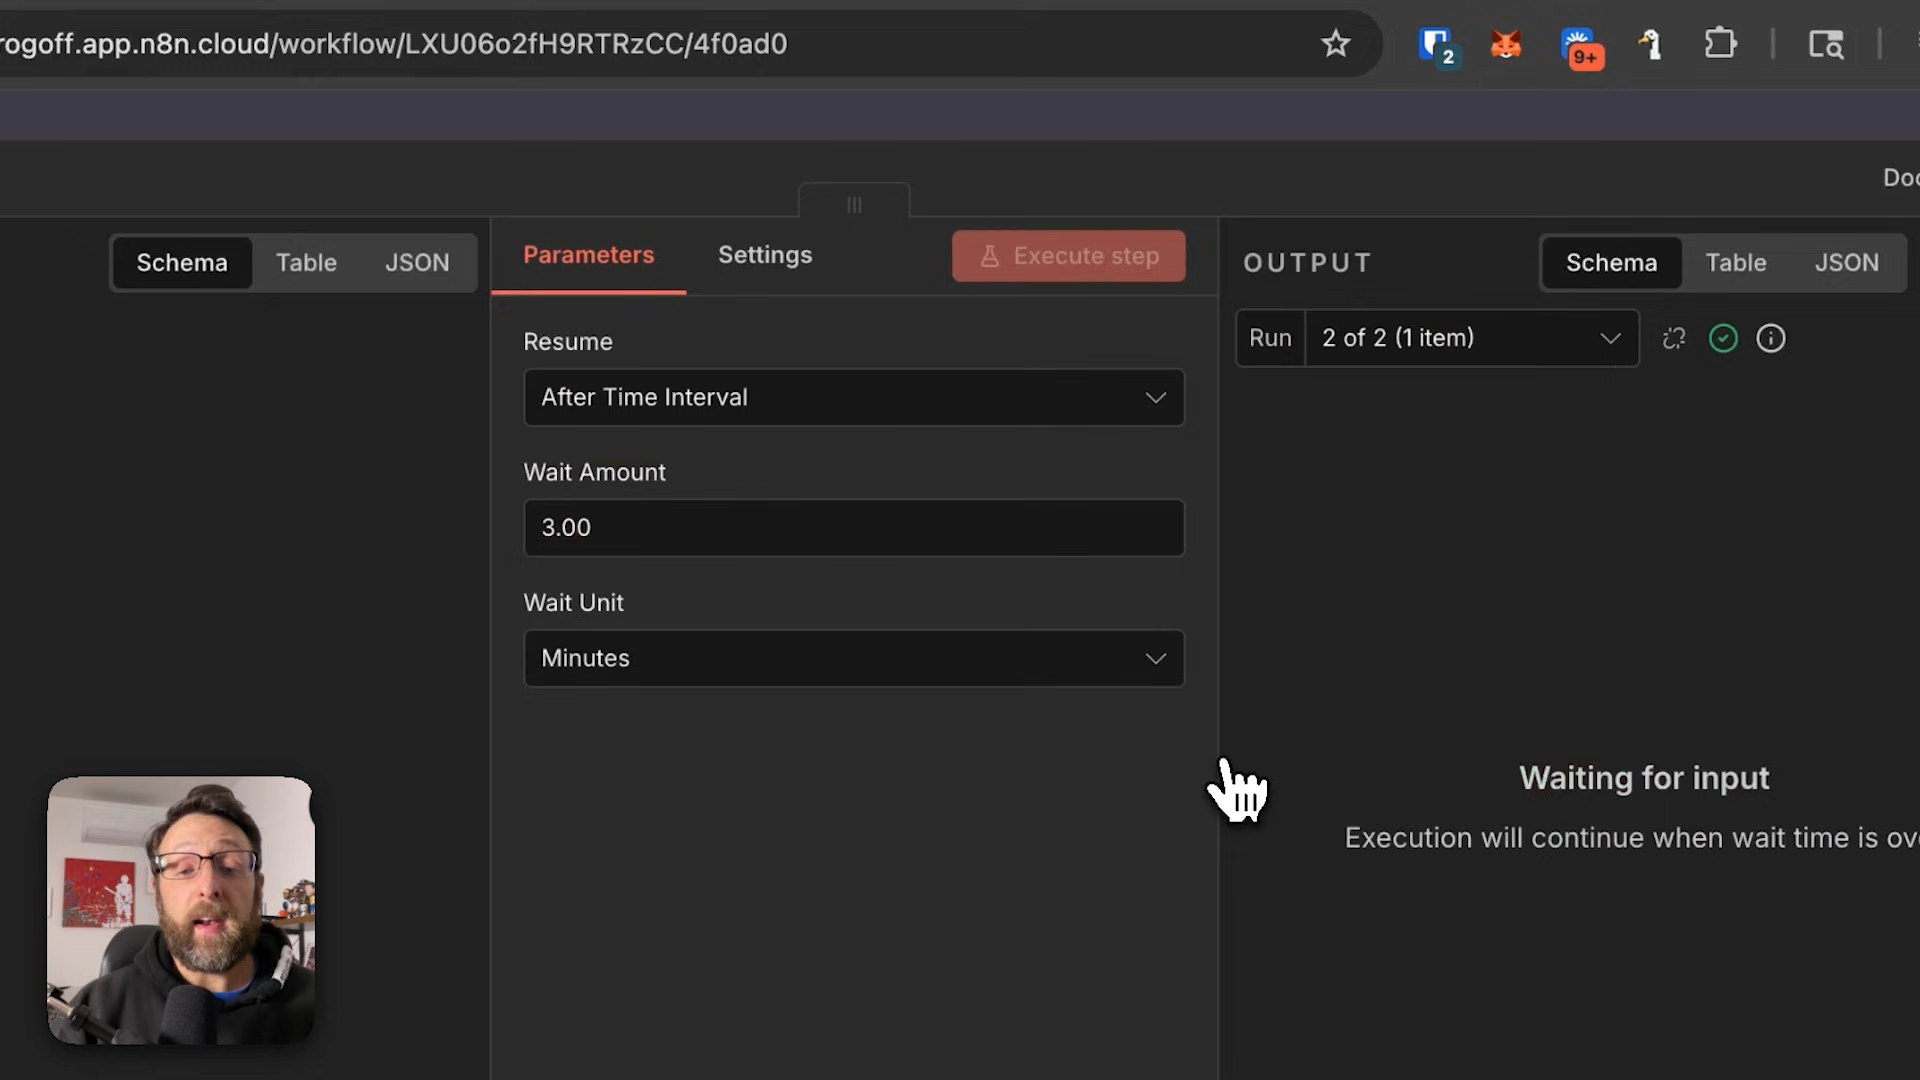 rogoff.app.n8n.cloud/workflow/LXU06o2fH9RTRzCC/4f0ad0
2
9+
Schema
Table
JSON
Parameters
Settings
Execute step
Resume
After Time Interval
Wait Amount
3.00
Wait Unit
Minutes
OUTPUT
Schema
Table
JSON
Run
2 of 2 (1 item)
Waiting for input
Execution will continue when wait time is